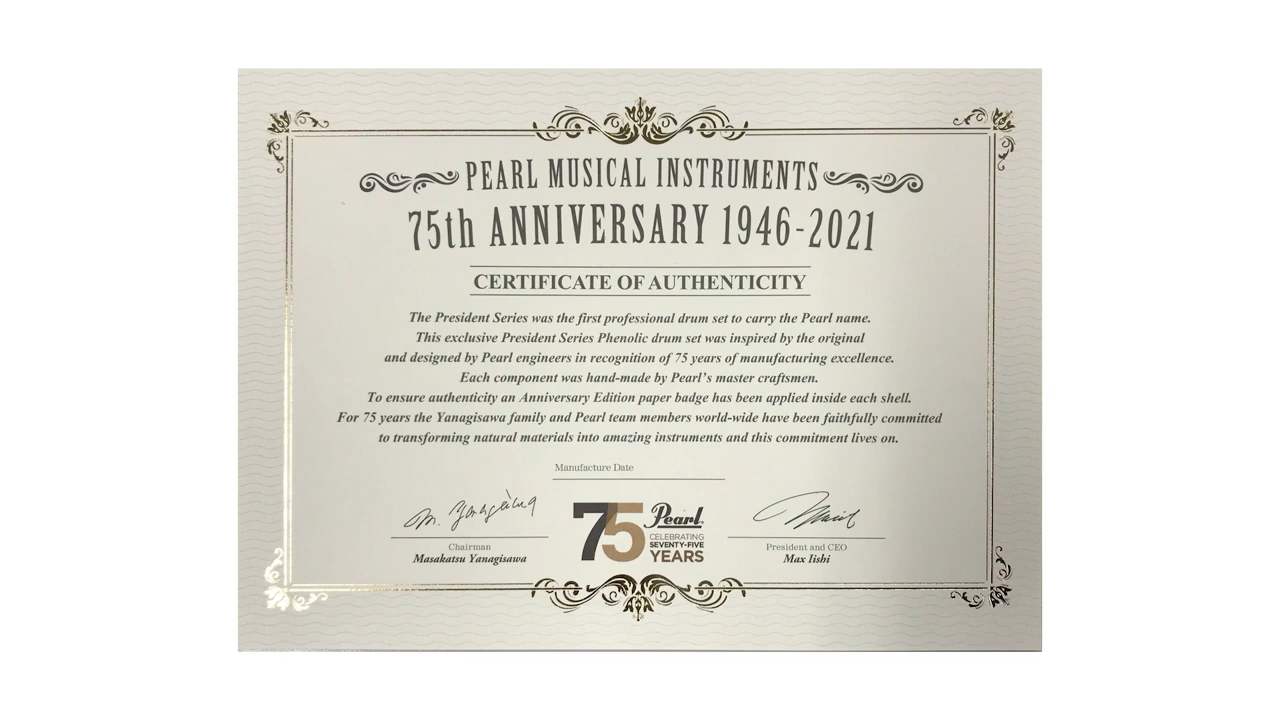 PEARL MUSICAL INSTRUMENTS
75th ANNIVERSARY 1946-2021
CERTIFICATE OF AUTHENTICITY
The President Series was the first professional drum set to carry the Pearl name.
This exclusive President Series Phenolic drum set was inspired by the original
and designed by Pearl engineers in recognition of 75 years of manufacturing excellence.
Each component was hand-made by Pearl's master craftsmen.
To ensure authenticity an Anniversary Edition paper badge has been applied inside each shell.
For 75 years the Yanagisawa family and Pearl team members world-wide have been faithfully committed
to transforming natural materials into amazing instruments and this commitment lives on.
Manufacture Date
M. Yanagisawa
75 Pearl
CELEBRATING
SEVENTY-FIVE
YEARS
Chairman
Masakatsu Yanagisawa
President and CEO
Max Iishi